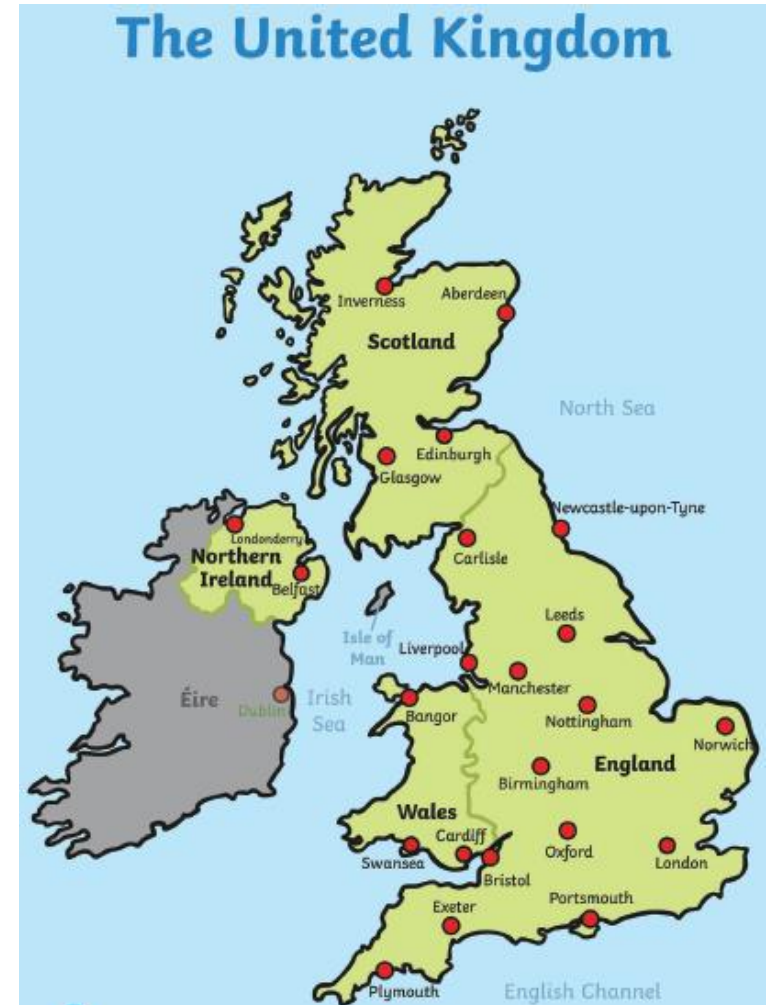 The United Kingdom
Inverness
Aberdeen
Scotland
North Sea
Edinburgh
Glasgow
Newcastle-upon-Tyne
Londonderry
Carlisle
Northern
Ireland
Belfast
Leeds
Isle of
Man
Liverpool
Manchester
Éire
Dublin
Irish
Sea
Bangor
Nottingham
Norwich
England
Birmingham
Wales
Cardiff
Swansea
Oxford
London
Bristol
Portsmouth
Exeter
Plymouth
English Channel